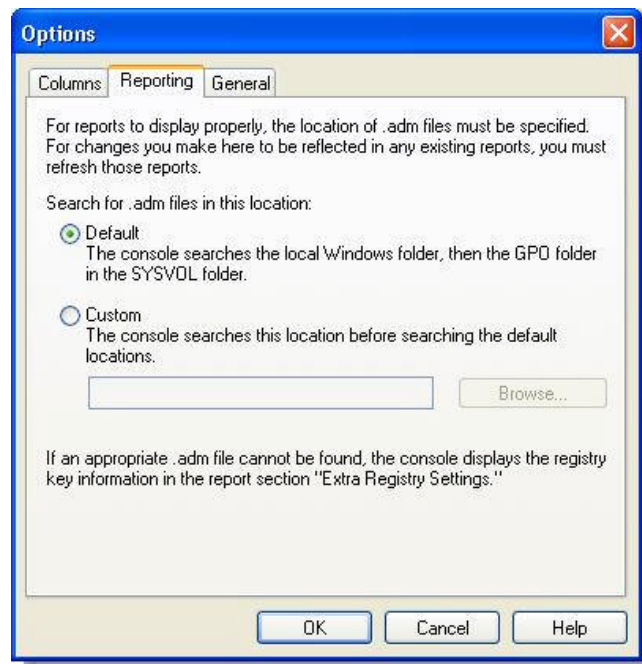 Options
Columns
Reporting
General
For reports to display properly, the location of .adm files must be specified.
For changes you make here to be reflected in any existing reports, you must
refresh those reports.
Search for .adm files in this location:
Default
The console searches the local Windows folder, then the GPO folder
in the SYSVOL folder.
Custom
The console searches this location before searching the default
locations.
Browse...
If an appropriate .adm file cannot be found, the console displays the registry
key information in the report section "Extra Registry Settings."
OK
Cancel
Help